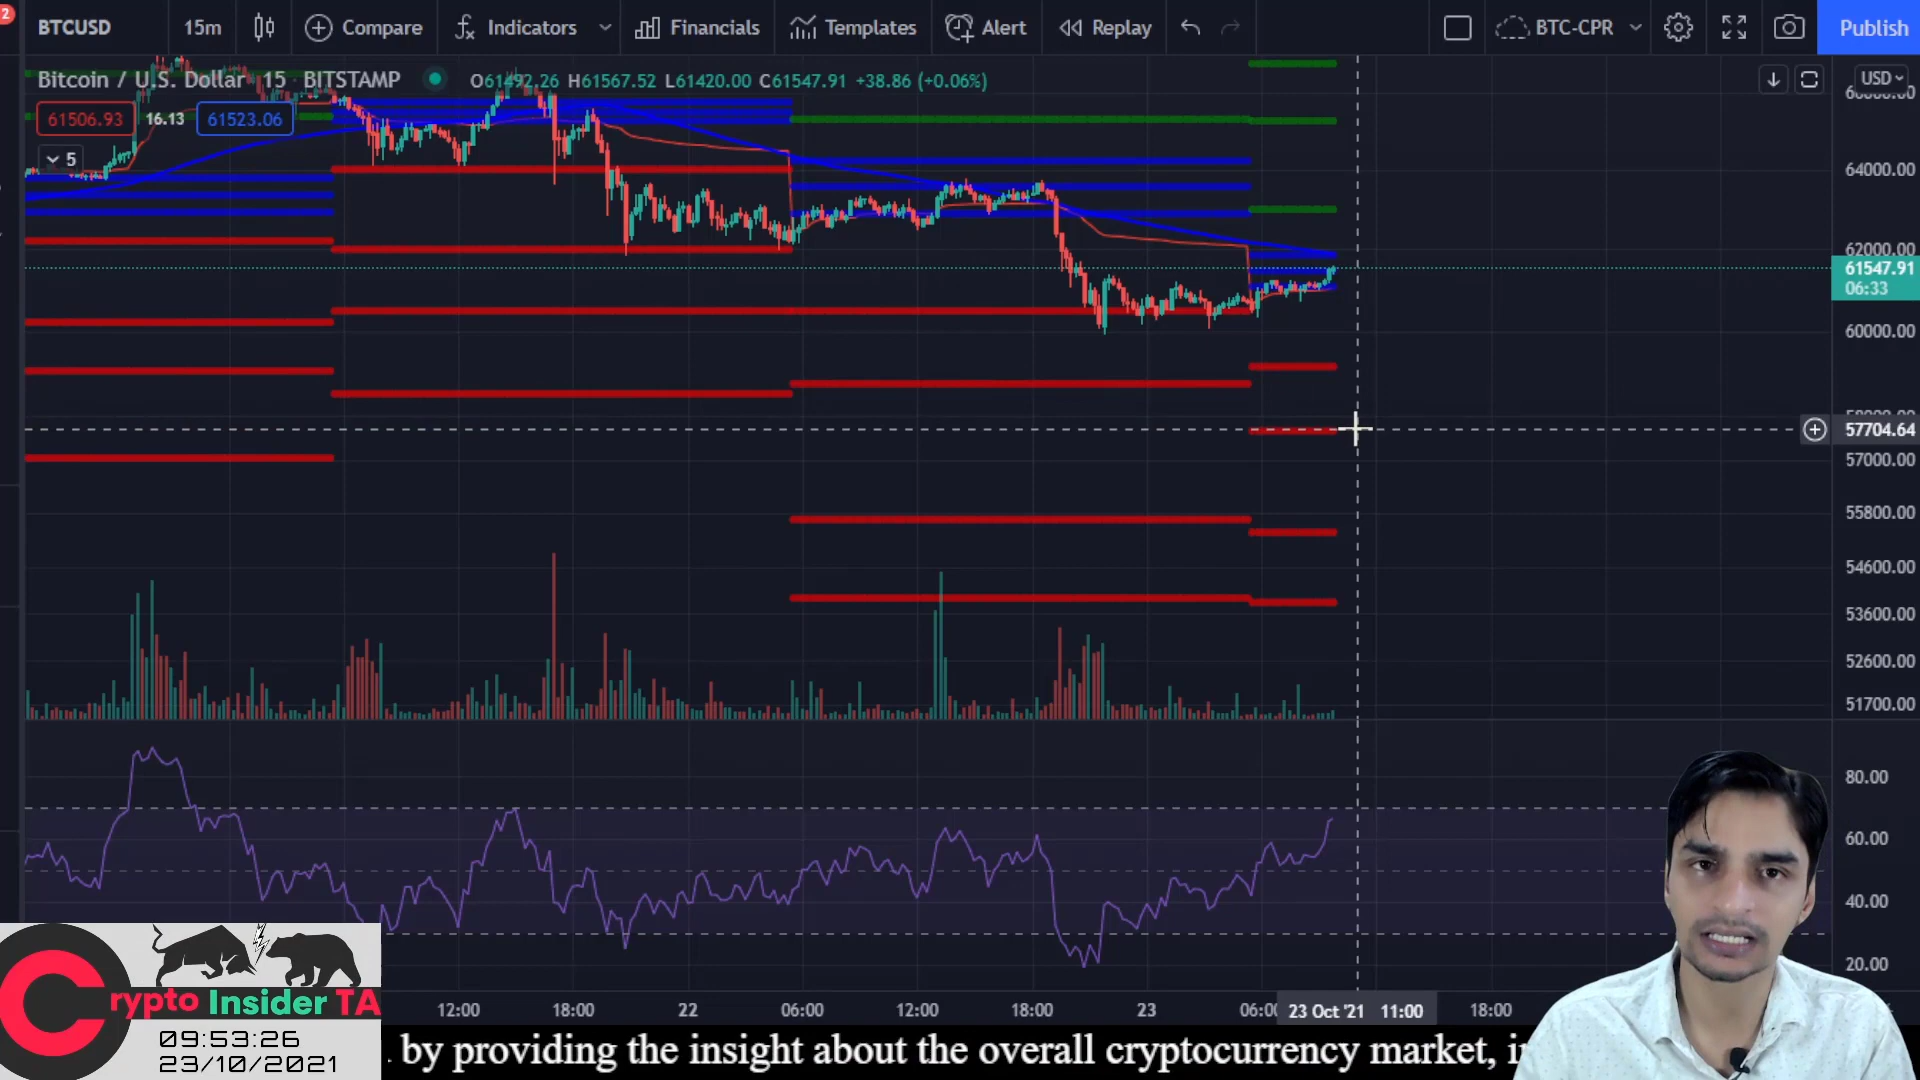 2
BTCUSD
15m
Compare
Indicators
Financials
Templates
Alert
Replay
BTC-CPR
Publish
Bitcoin / U.S. Dollar 15 BITSTAMP
O61492.26 H61567.52 L61420.00 C61547.91 +38.86 (+0.06%)
USD
61506.93
16.13
61523.06
5
64000.00
62000.00
61547.91
06:33
60000.00
57704.64
57000.00
55800.00
54600.00
53600.00
52600.00
51700.00
80.00
60.00
40.00
20.00
12:00
18:00
22
06:00
12:00
18:00
23
06:00
23 Oct '21 11:00
18:00
Crypto Insider TA
09:53:26
23/10/2021
by providing the insight about the overall cryptocurrency market,